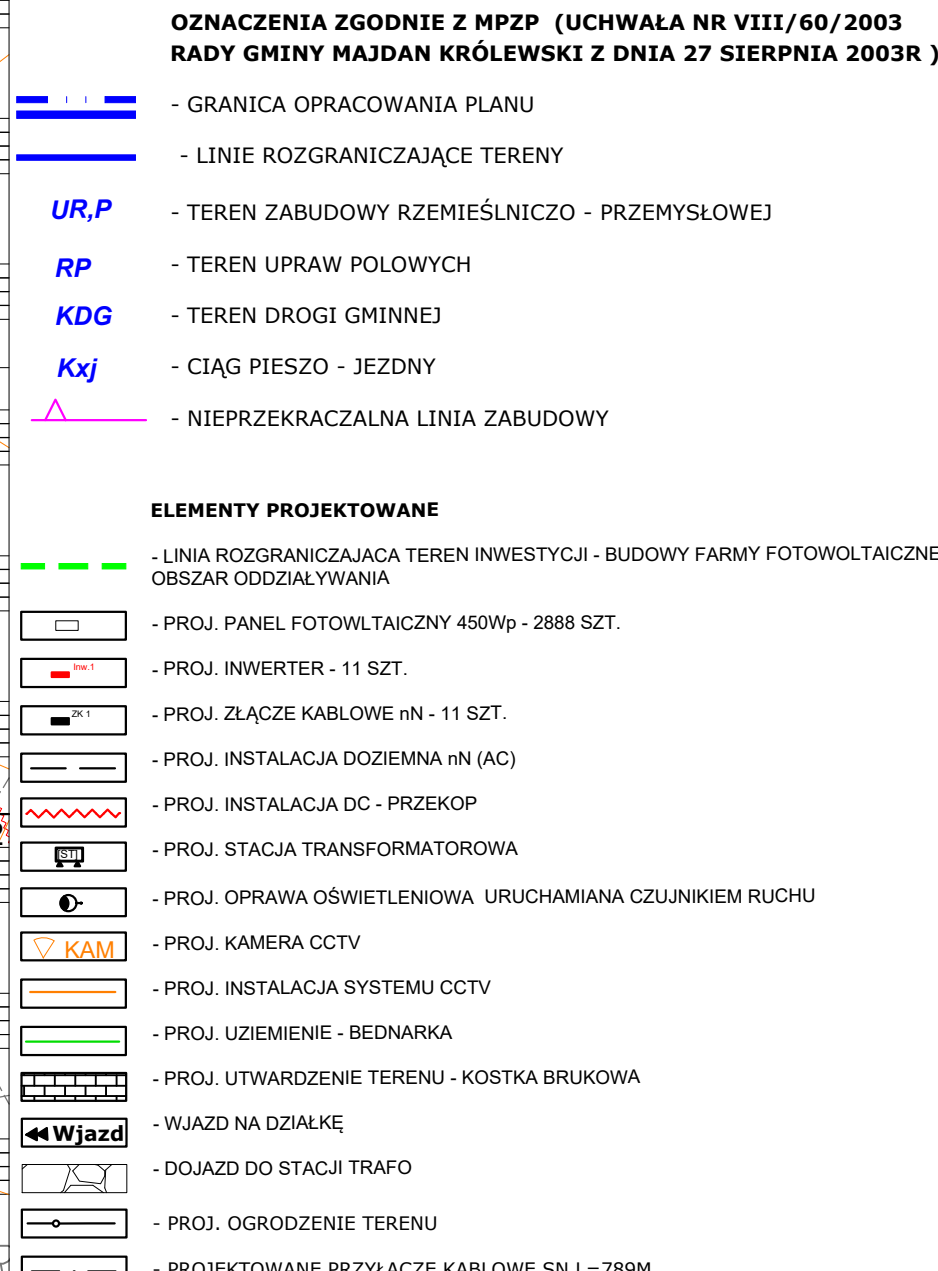 OZNACZENIA ZGODNIE Z MPZP (UCHWAŁA NR VIII/60/2003
RADY GMINY MAJDAN KRÓLEWSKI Z DNIA 27 SIERPNIA 2003R )
- GRANICA OPRACOWANIA PLANU
- LINIE ROZGRANICZAJĄCE TERENY
UR,P - TEREN ZABUDOWY RZEMIEŚLNICZO - PRZEMYSŁOWEJ
RP - TEREN UPRAW POLOWYCH
KDG - TEREN DROGI GMINNEJ
Kxj - CIĄG PIESZO - JEZDNY
- NIEPRZEKRACZALNA LINIA ZABUDOWY
ELEMENTY PROJEKTOWANE
- LINIA ROZGRANICZAJACA TEREN INWESTYCJI - BUDOWY FARMY FOTOWOLTAICZNE
OBSZAR ODDZIAŁYWANIA
- PROJ. PANEL FOTOWLTAICZNY 450Wp - 2888 SZT.
Inw.1 - PROJ. INWERTER - 11 SZT.
ZK 1 - PROJ. ZŁĄCZE KABLOWE nN - 11 SZT.
- PROJ. INSTALACJA DOZIEMNA nN (AC)
- PROJ. INSTALACJA DC - PRZEKOP
[ST] - PROJ. STACJA TRANSFORMATOROWA
- PROJ. OPRAWA OŚWIETLENIOWA URUCHAMIANA CZUJNIKIEM RUCHU
KAM - PROJ. KAMERA CCTV
- PROJ. INSTALACJA SYSTEMU CCTV
- PROJ. UZIEMIENIE - BEDNARKA
- PROJ. UTWARDZENIE TERENU - KOSTKA BRUKOWA
Wjazd - WJAZD NA DZIAŁKĘ
- DOJAZD DO STACJI TRAFO
- PROJ. OGRODZENIE TERENU
- PROJEKTOWANE PRZYŁĄCZE KABLOWE SN L=789M